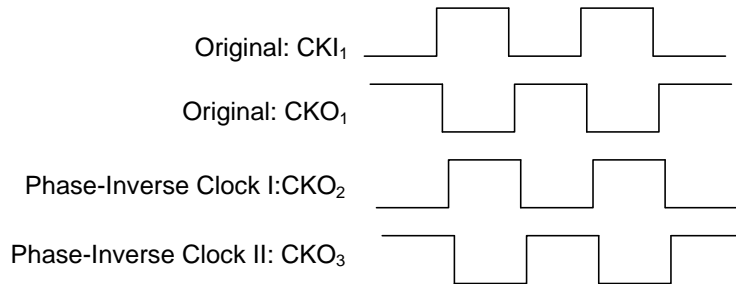 Original: CKI₁
Original: CKO₁
Phase-Inverse Clock I:CKO₂
Phase-Inverse Clock II: CKO₃